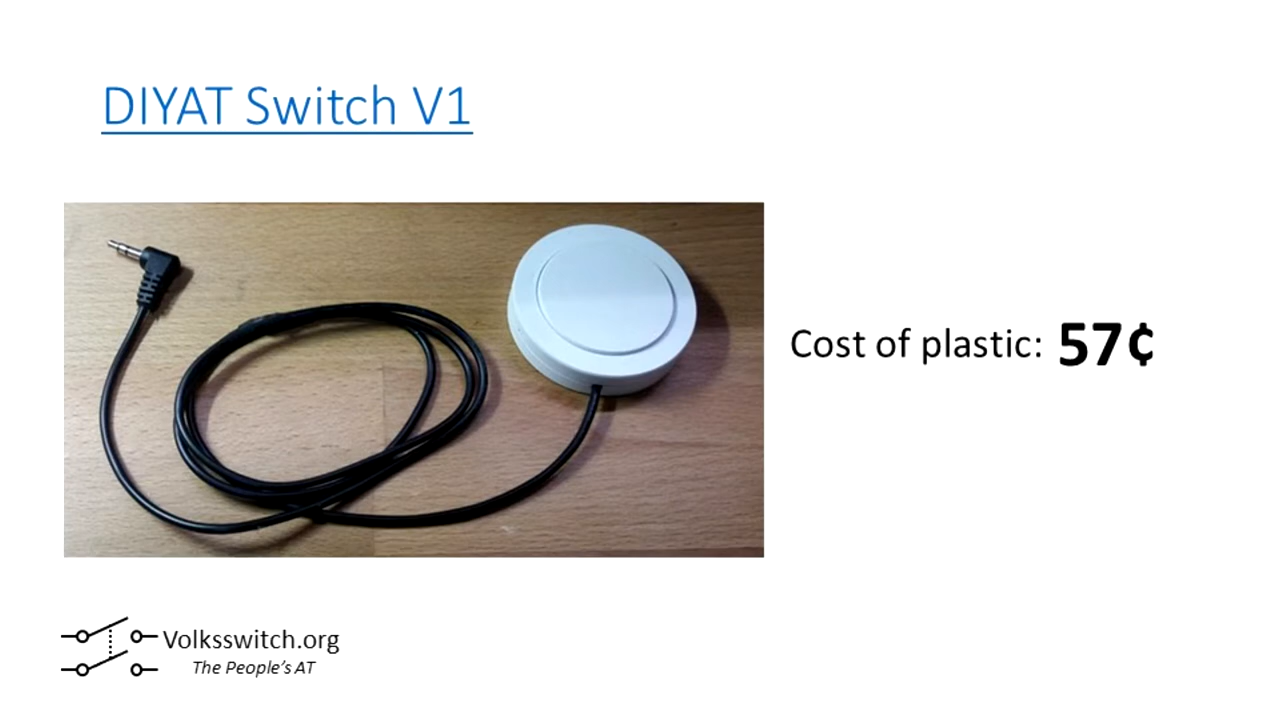 DIYAT Switch V1
Cost of plastic: 57¢
Volksswitch.org
The People's AT